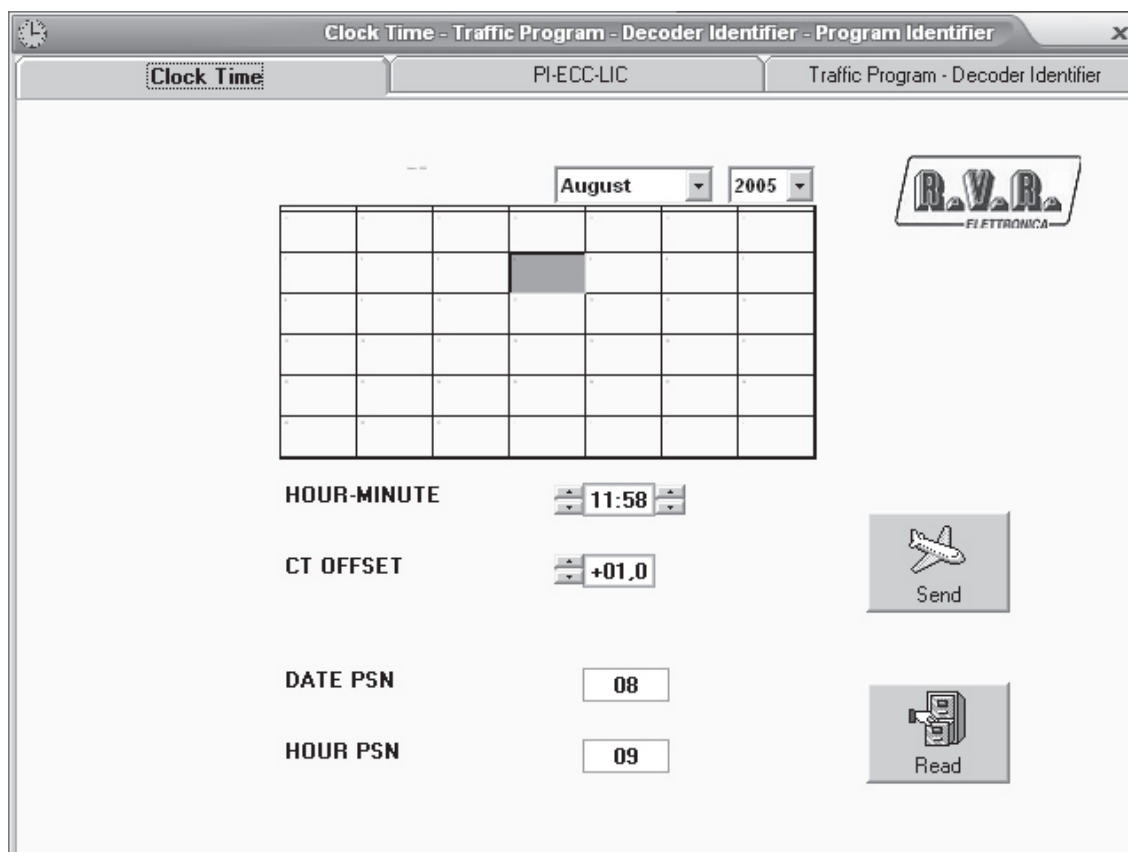 Clock Time - Traffic Program - Decoder Identifier - Program Identifier
Clock Time
PI-ECC-LIC
Traffic Program - Decoder Identifier
August
2005
R.V.R.
ELETTRONICA
HOUR-MINUTE
11:58
CT OFFSET
+01,0
Send
DATE PSN
08
HOUR PSN
09
Read